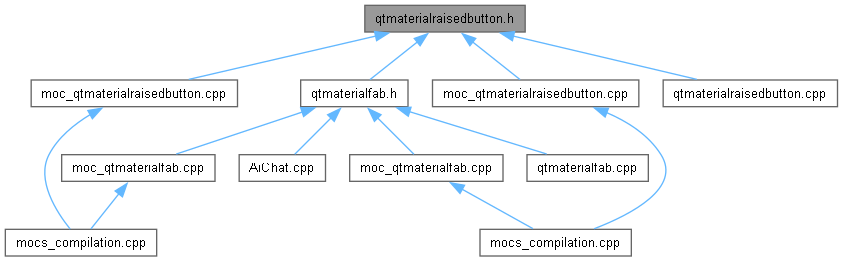 qtmaterialraisedbutton.h
moc_qtmaterialraisedbutton.cpp
qtmaterialfab.h
moc_qtmaterialraisedbutton.cpp
qtmaterialraisedbutton.cpp
moc_qtmaterialfab.cpp
AiChat.cpp
moc_qtmaterialfab.cpp
qtmaterialfab.cpp
mocs_compilation.cpp
mocs_compilation.cpp